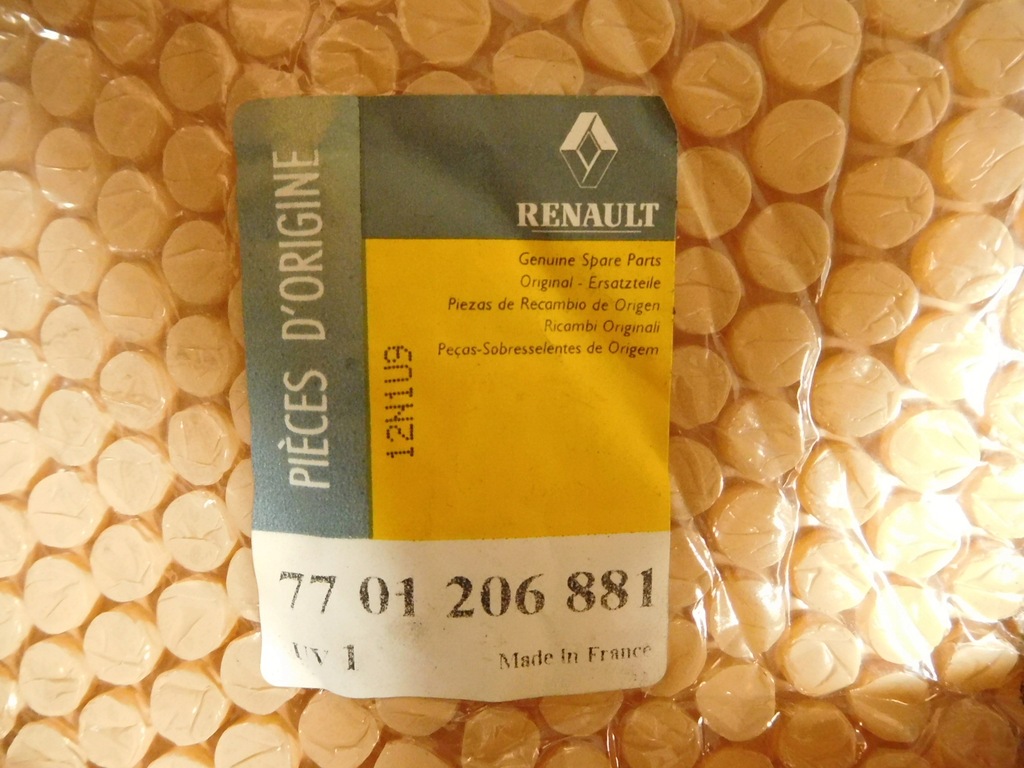 PIÈCES D'ORIGINE
RENAULT
Genuine Spare Parts
Original - Ersatzteile
Piezas de Recambio de Origen
Ricambi Originali
Peças-Sobresselentes de Origem
12M1U9
77 01 206 881
UV 1
Made in France